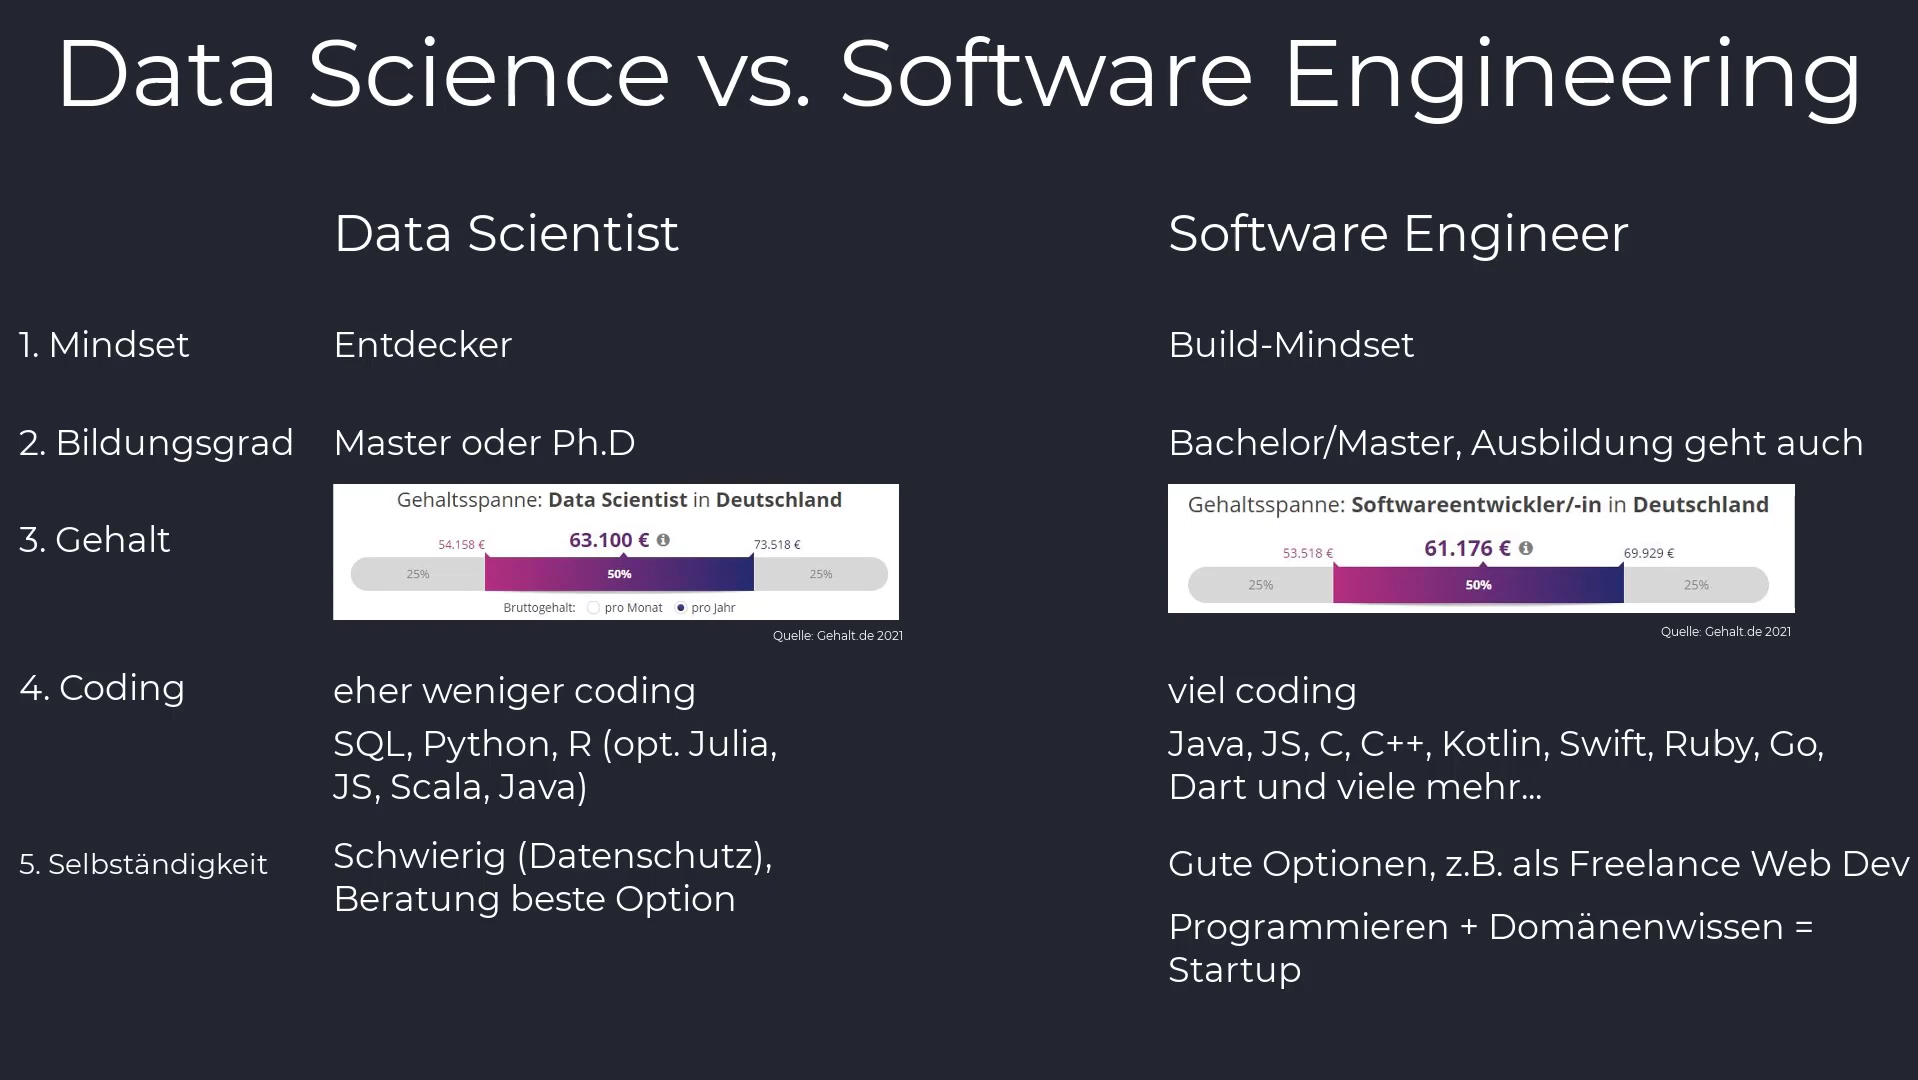 Data Science vs. Software Engineering
Data Scientist
Software Engineer
1. Mindset
Entdecker
Build-Mindset
2. Bildungsgrad
Master oder Ph.D
Bachelor/Master, Ausbildung geht auch
3. Gehalt
Gehaltsspanne: Data Scientist in Deutschland
54.158 €
63.100 €
73.518 €
25%
50%
25%
Bruttogehalt: pro Monat pro Jahr
Quelle: Gehalt.de 2021
Gehaltsspanne: Softwareentwickler/-in in Deutschland
53.518 €
61.176 €
69.929 €
25%
50%
25%
Quelle: Gehalt.de 2021
4. Coding
eher weniger coding
SQL, Python, R (opt. Julia,
JS, Scala, Java)
viel coding
Java, JS, C, C++, Kotlin, Swift, Ruby, Go,
Dart und viele mehr...
5. Selbständigkeit
Schwierig (Datenschutz),
Beratung beste Option
Gute Optionen, z.B. als Freelance Web Dev
Programmieren + Domänenwissen =
Startup